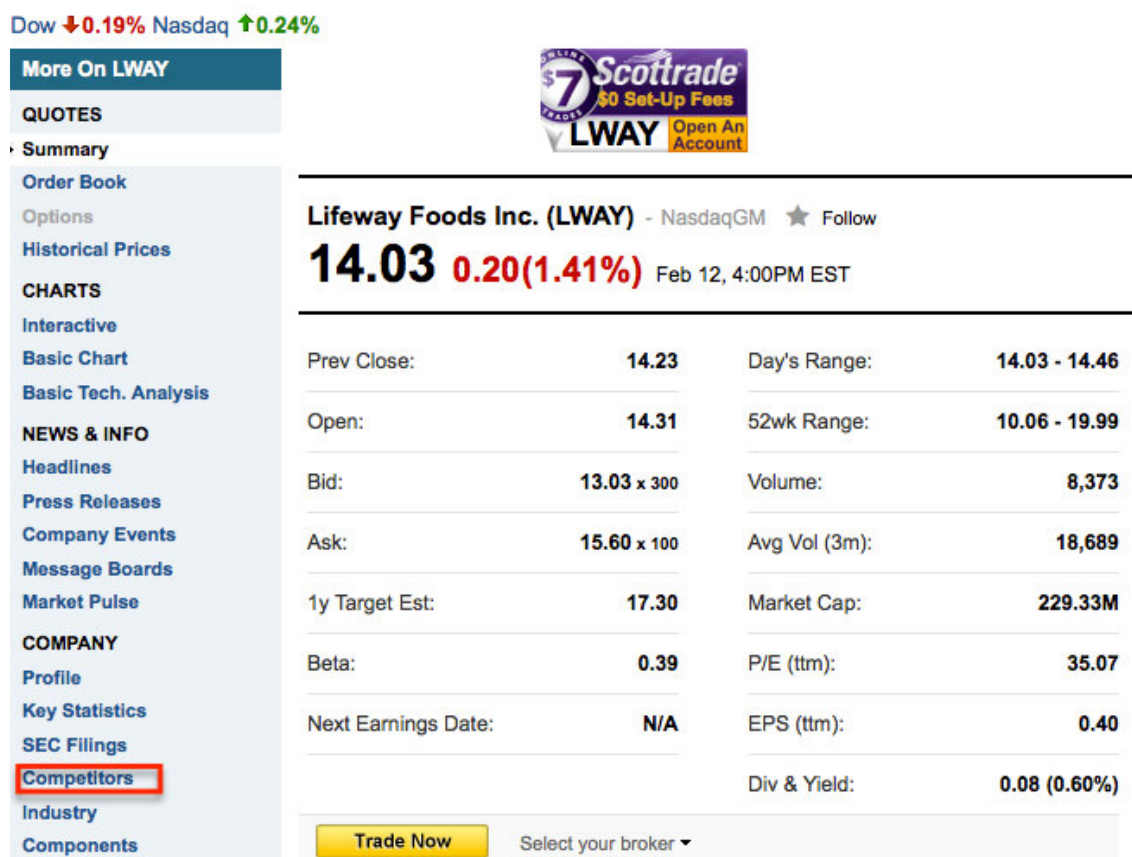 Dow 0.19% Nasdaq 0.24%
More On LWAY
QUOTES
Summary
Order Book
Options
Historical Prices
CHARTS
Interactive
Basic Chart
Basic Tech. Analysis
NEWS & INFO
Headlines
Press Releases
Company Events
Message Boards
Market Pulse
COMPANY
Profile
Key Statistics
SEC Filings
Competitors
Industry
Components
ONLINE
$7
TRADES
Scottrade
$0 Set-Up Fees
LWAY
Open An
Account
Lifeway Foods Inc. (LWAY) - NasdaqGM Follow
14.03 0.20(1.41%) Feb 12, 4:00PM EST
Prev Close: 14.23
Open: 14.31
Bid: 13.03 x 300
Ask: 15.60 x 100
1y Target Est: 17.30
Beta: 0.39
Next Earnings Date: N/A
Day's Range: 14.03 - 14.46
52wk Range: 10.06 - 19.99
Volume: 8,373
Avg Vol (3m): 18,689
Market Cap: 229.33M
P/E (ttm): 35.07
EPS (ttm): 0.40
Div & Yield: 0.08 (0.60%)
Trade Now Select your broker